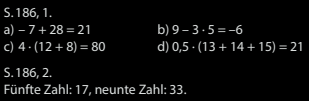 S. 186, 1.
a) – 7 + 28 = 21 b) 9 – 3 · 5 = –6
c) 4 · (12 + 8) = 80 d) 0,5 · (13 + 14 + 15) = 21
S. 186, 2.
Fünfte Zahl: 17, neunte Zahl: 33.